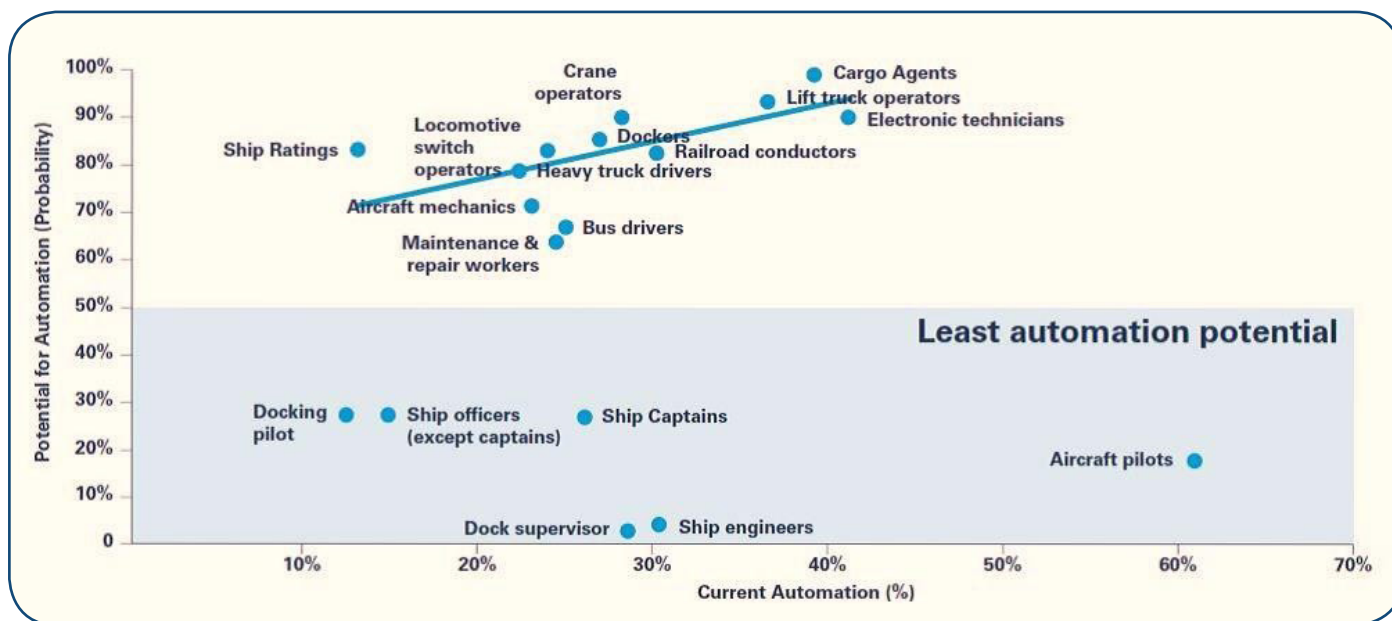 Potential for Automation (Probability)
100%
90%
80%
70%
60%
50%
40%
30%
20%
10%
0
Crane
operators
Cargo Agents
Lift truck operators
Electronic technicians
Locomotive
switch
operators
Dockers
Railroad conductors
Ship Ratings
Heavy truck drivers
Aircraft mechanics
Bus drivers
Maintenance &
repair workers
Least automation potential
Docking
pilot
Ship officers
(except captains)
Ship Captains
Aircraft pilots
Dock supervisor
Ship engineers
10%
20%
30%
40%
50%
60%
70%
Current Automation (%)